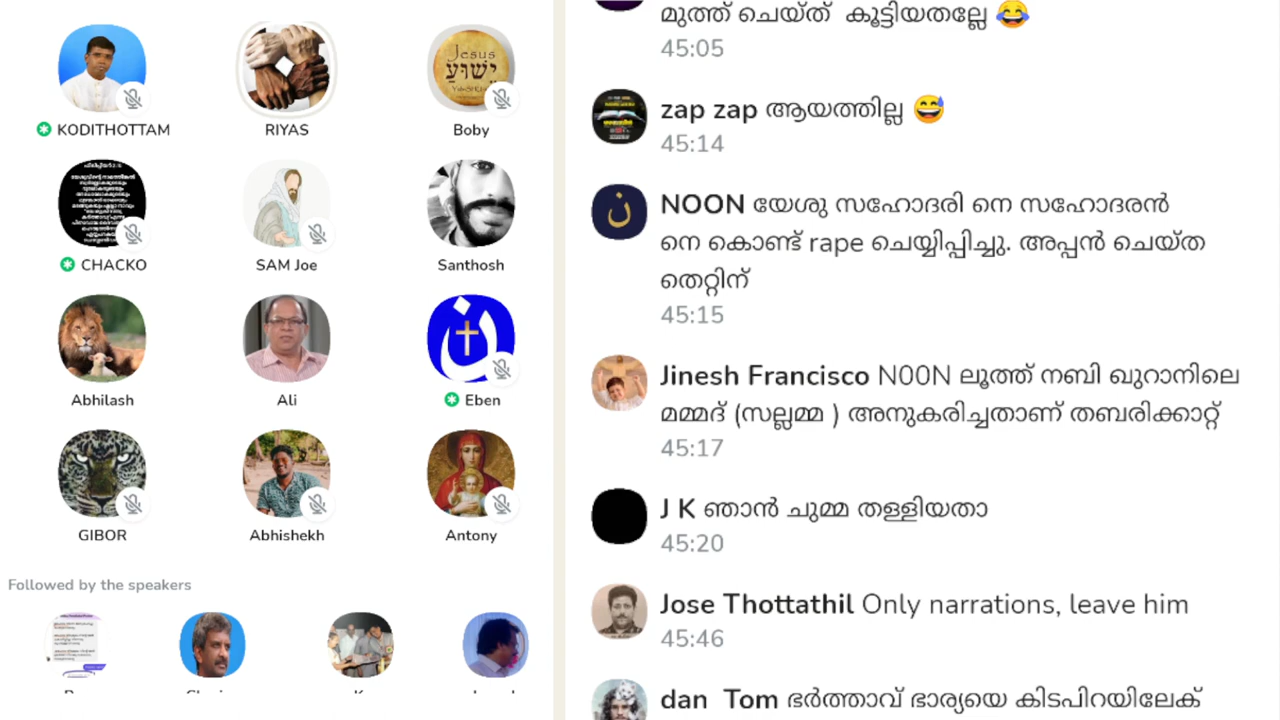 KODITHOTTAM
RIYAS
Jesus
ישוע
Boby
CHACKO
SAM Joe
Santhosh
Abhilash
Ali
Eben
GIBOR
Abhishekh
Antony
Followed by the speakers
മുത്ത് ചെയ്ത് കൂട്ടിയതല്ലേ 😂
45:05
zap zap ആയത്തില്ല 😅
45:14
NOON യേശു സഹോദരി നെ സഹോദരൻ
നെ കൊണ്ട് rape ചെയ്യിപ്പിച്ചു. അപ്പൻ ചെയ്ത
തെറ്റിന്
45:15
Jinesh Francisco N00N ലൂത്ത് നബി ഖുറാനിലെ
മമ്മദ് (സല്ലമ്മ ) അനുകരിച്ചതാണ് തബരിക്കാറ്റ്
45:17
J K ഞാൻ ചുമ്മ തള്ളിയതാ
45:20
Jose Thottathil Only narrations, leave him
45:46
dan Tom ഭർത്താവ് ഭാര്യയെ കിടപിറയിലേക്